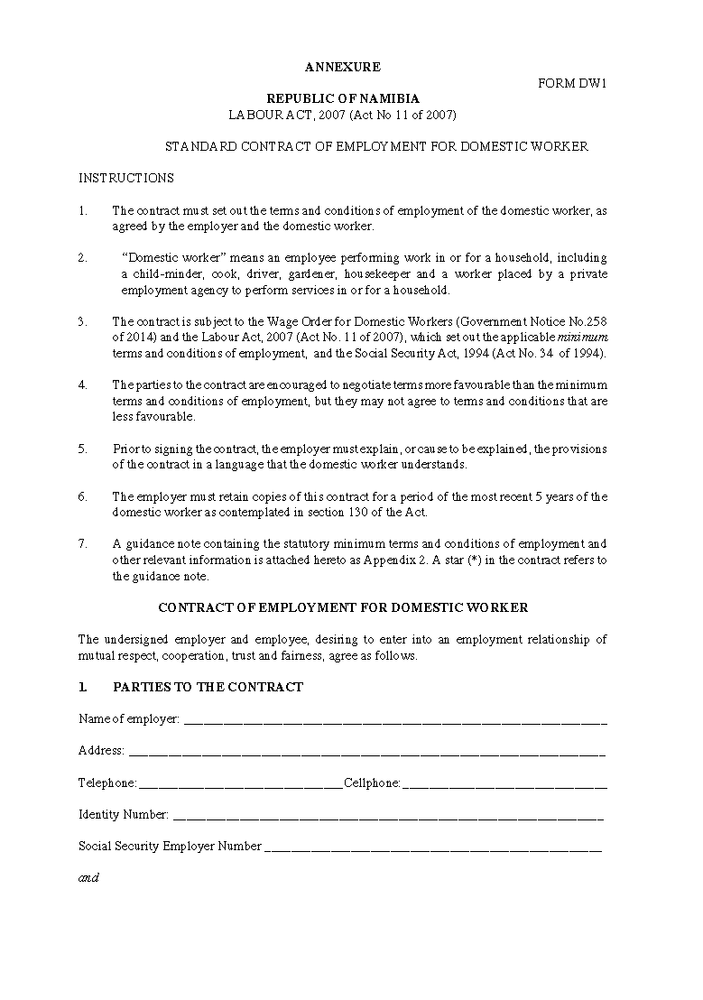 ANNEXURE
FORM DW1
REPUBLIC OF NAMIBIA
LABOUR ACT, 2007 (Act No 11 of 2007)
STANDARD CONTRACT OF EMPLOYMENT FOR DOMESTIC WORKER
INSTRUCTIONS
1. The contract must set out the terms and conditions of employment of the domestic worker, as
agreed by the employer and the domestic worker.
2. “Domestic worker” means an employee performing work in or for a household, including
a child-minder, cook, driver, gardener, housekeeper and a worker placed by a private
employment agency to perform services in or for a household.
3. The contract is subject to the Wage Order for Domestic Workers (Government Notice No.258
of 2014) and the Labour Act, 2007 (Act No. 11 of 2007), which set out the applicable minimum
terms and conditions of employment, and the Social Security Act, 1994 (Act No. 34 of 1994).
4. The parties to the contract are encouraged to negotiate terms more favourable than the minimum
terms and conditions of employment, but they may not agree to terms and conditions that are
less favourable.
5. Prior to signing the contract, the employer must explain, or cause to be explained, the provisions
of the contract in a language that the domestic worker understands.
6. The employer must retain copies of this contract for a period of the most recent 5 years of the
domestic worker as contemplated in section 130 of the Act.
7. A guidance note containing the statutory minimum terms and conditions of employment and
other relevant information is attached hereto as Appendix 2. A star (*) in the contract refers to
the guidance note.
CONTRACT OF EMPLOYMENT FOR DOMESTIC WORKER
The undersigned employer and employee, desiring to enter into an employment relationship of
mutual respect, cooperation, trust and fairness, agree as follows.
1. PARTIES TO THE CONTRACT
Name of employer: ____________________
Address: ____________________
Telephone:____________________Cellphone:____________________
Identity Number: ____________________
Social Security Employer Number ____________________
and